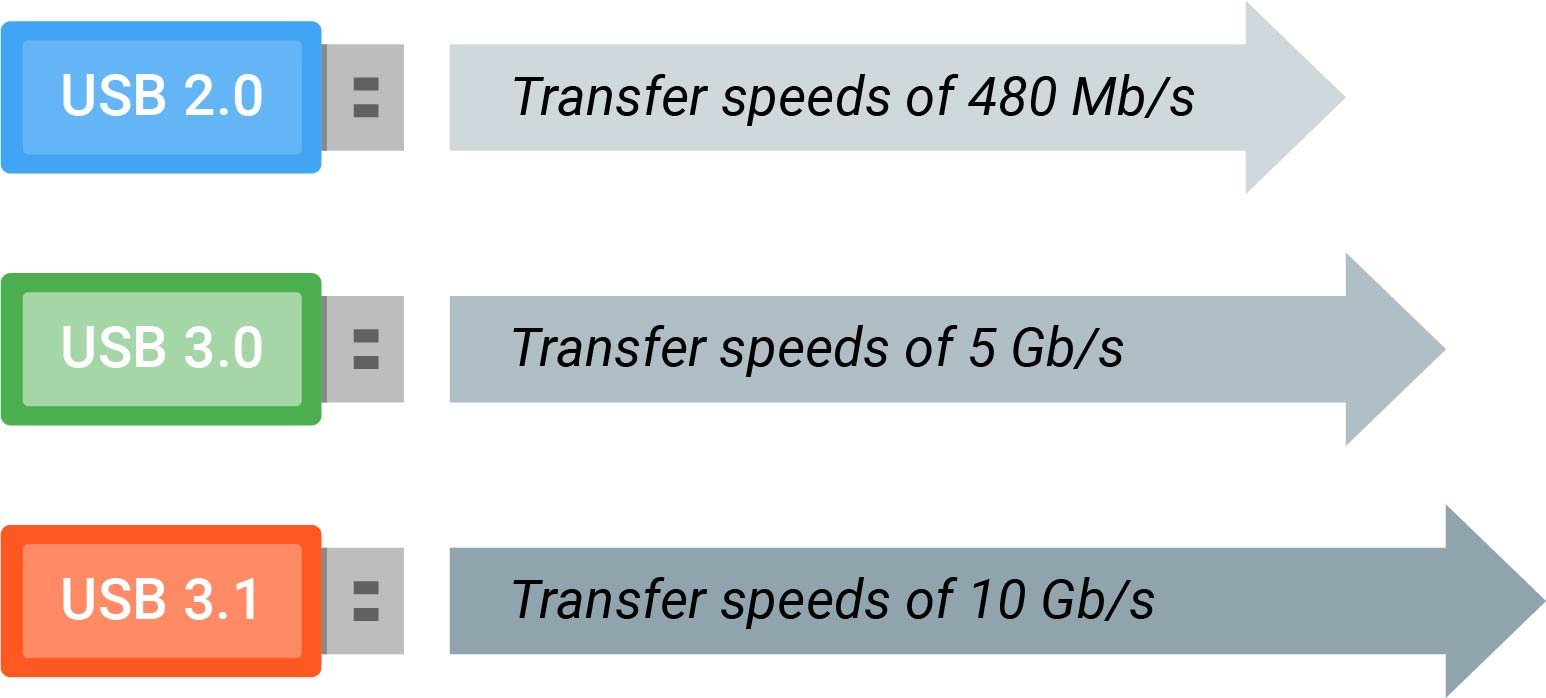 USB 2.0
Transfer speeds of 480 Mb/s
USB 3.0
Transfer speeds of 5 Gb/s
USB 3.1
Transfer speeds of 10 Gb/s